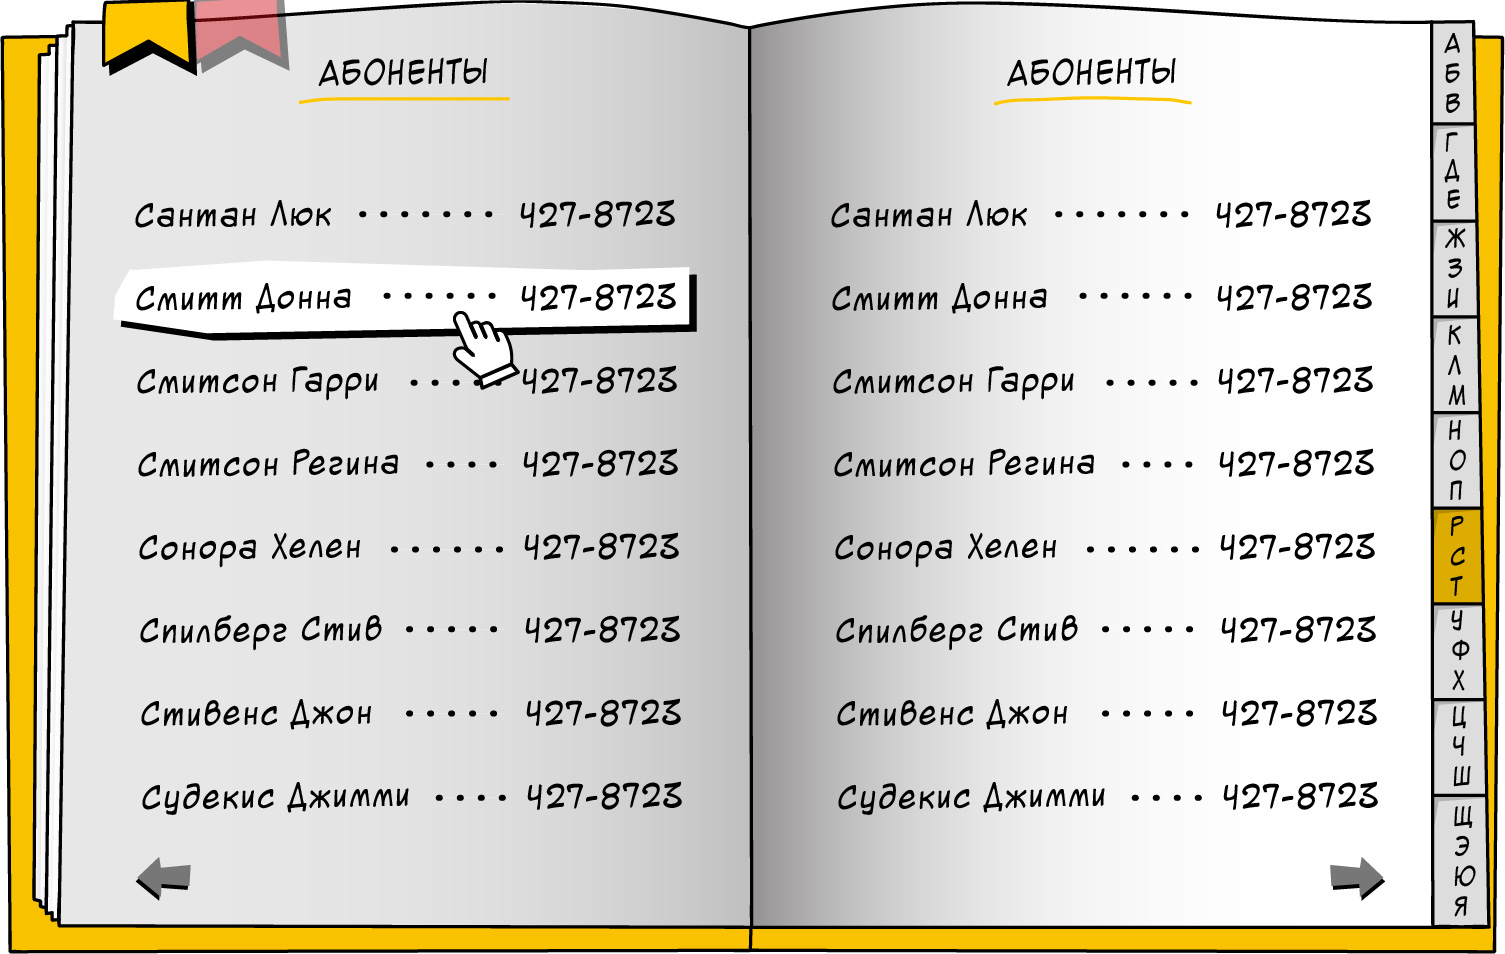 АБОНЕНТЫ
Сантан Люк ······· 427-8723
Смитт Донна ······ 427-8723
Смитсон Гарри ····· 427-8723
Смитсон Регина ···· 427-8723
Сонора Хелен ······ 427-8723
Спилберг Стив ····· 427-8723
Стивенс Джон ····· 427-8723
Судекис Джимми ···· 427-8723
АБОНЕНТЫ
Сантан Люк ······· 427-8723
Смитт Донна ······ 427-8723
Смитсон Гарри ····· 427-8723
Смитсон Регина ···· 427-8723
Сонора Хелен ······ 427-8723
Спилберг Стив ····· 427-8723
Стивенс Джон ····· 427-8723
Судекис Джимми ···· 427-8723
А
Б
В
Г
Д
Е
Ж
З
И
К
Л
М
Н
О
П
Р
С
Т
У
Ф
Х
Ц
Ч
Ш
Щ
Э
Ю
Я